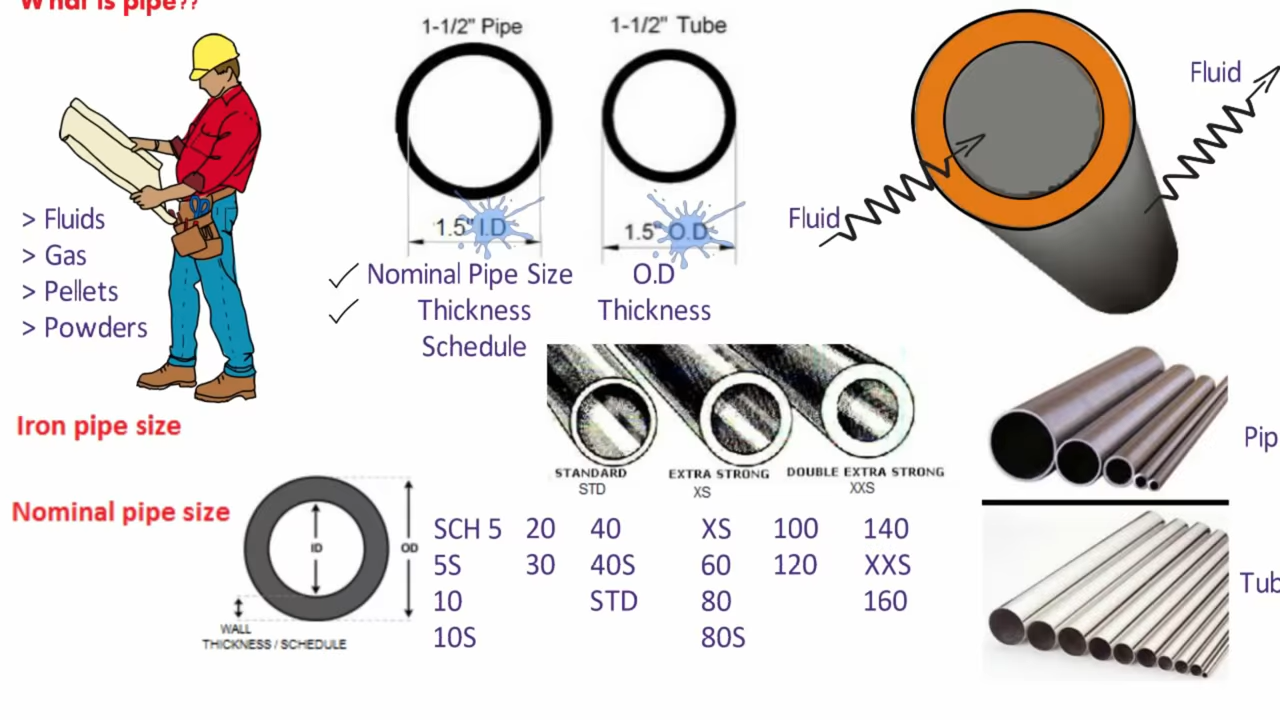 What is pipe??
1-1/2" Pipe
1-1/2" Tube
1.5" I.D
1.5" O.D
Fluid
Fluid
> Fluids
> Gas
> Pellets
> Powders
Nominal Pipe Size
Thickness
Schedule
O.D
Thickness
Iron pipe size
Nominal pipe size
ID
OD
WALL
THICKNESS / SCHEDULE
STANDARD
STD
EXTRA STRONG
XS
DOUBLE EXTRA STRONG
XXS
SCH 5 20 40 XS 100 140
5S 30 40S 60 120 XXS
10 STD 80 160
10S 80S
Pip
Tub